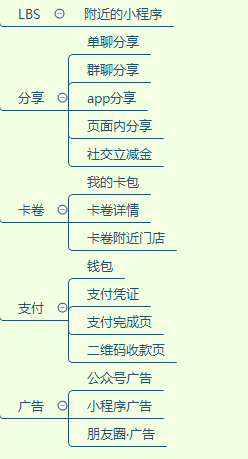 LBS
附近的小程序
分享
单聊分享
群聊分享
app分享
页面内分享
社交立减金
卡卷
我的卡包
卡卷详情
卡卷附近门店
支付
钱包
支付凭证
支付完成页
二维码收款页
广告
公众号广告
小程序广告
朋友圈·广告